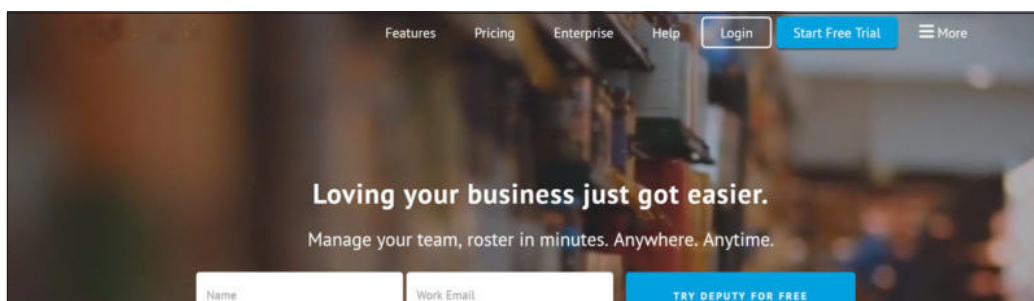 Features Pricing Enterprise Help Login Start Free Trial More
Loving your business just got easier.
Manage your team, roster in minutes. Anywhere. Anytime.
Name Work Email TRY DEPUTY FOR FREE